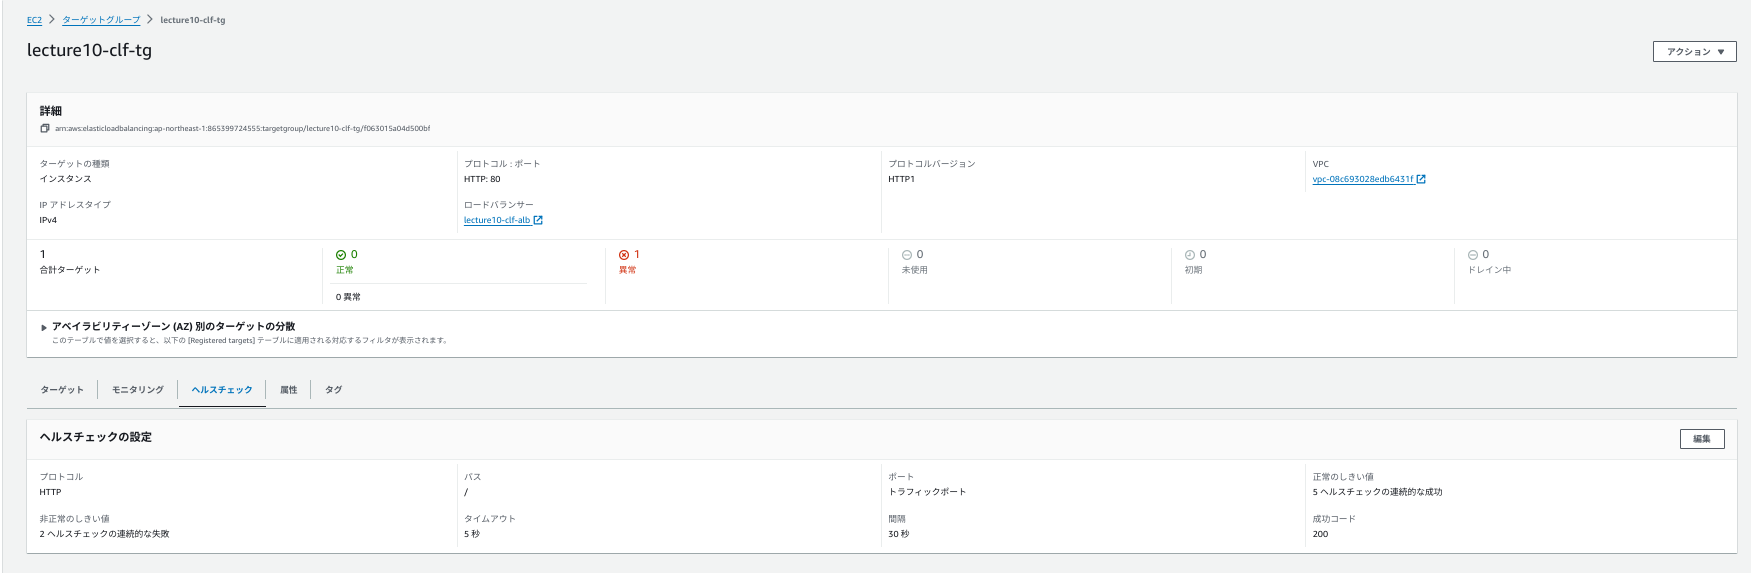 EC2 > ターゲットグループ > lecture10-clf-tg
lecture10-clf-tg
アクション ▼
詳細
arn:aws:elasticloadbalancing:ap-northeast-1:865399724555:targetgroup/lecture10-clf-tg/f063015a04d500bf
ターゲットの種類
インスタンス
プロトコル : ポート
HTTP: 80
プロトコルバージョン
HTTP1
VPC
vpc-08c693028edb6431f
IP アドレスタイプ
IPv4
ロードバランサー
lecture10-clf-alb
1
合計ターゲット
0
正常
0 異常
1
異常
0
未使用
0
初期
0
ドレイン中
アベイラビリティーゾーン (AZ) 別のターゲットの分散
このテーブルで値を選択すると、以下の [Registered targets] テーブルに適用される対応するフィルタが表示されます。
ターゲット モニタリング ヘルスチェック 属性 タグ
ヘルスチェックの設定
編集
プロトコル
HTTP
パス
/
ポート
トラフィックポート
正常のしきい値
5 ヘルスチェックの連続的な成功
非正常のしきい値
2 ヘルスチェックの連続的な失敗
タイムアウト
5 秒
間隔
30 秒
成功コード
200